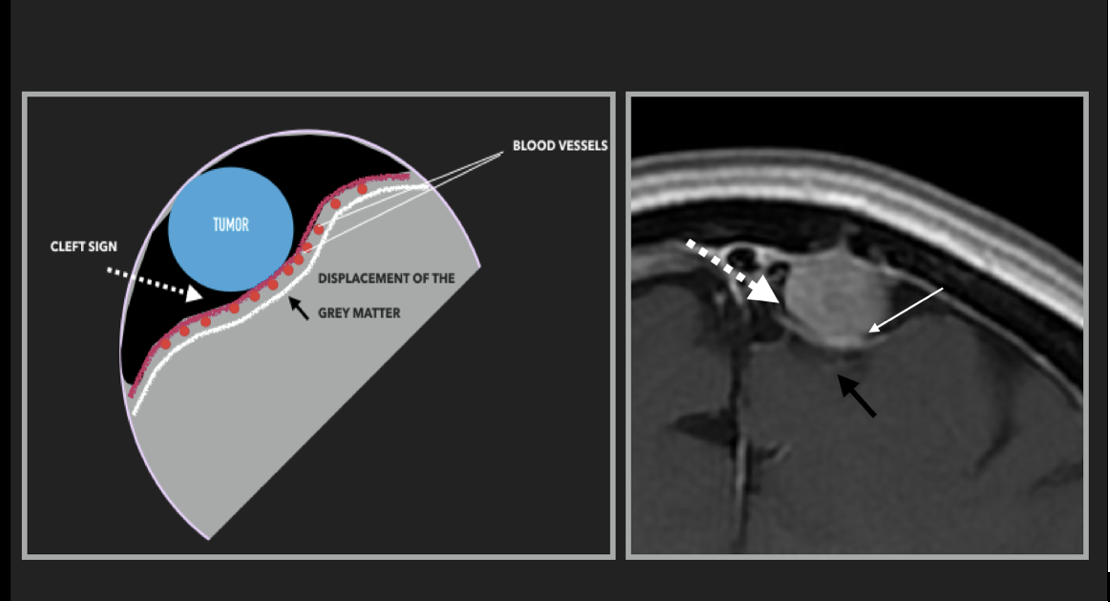 BLOOD VESSELS
TUMOR
CLEFT SIGN
DISPLACEMENT OF THE
GREY MATTER